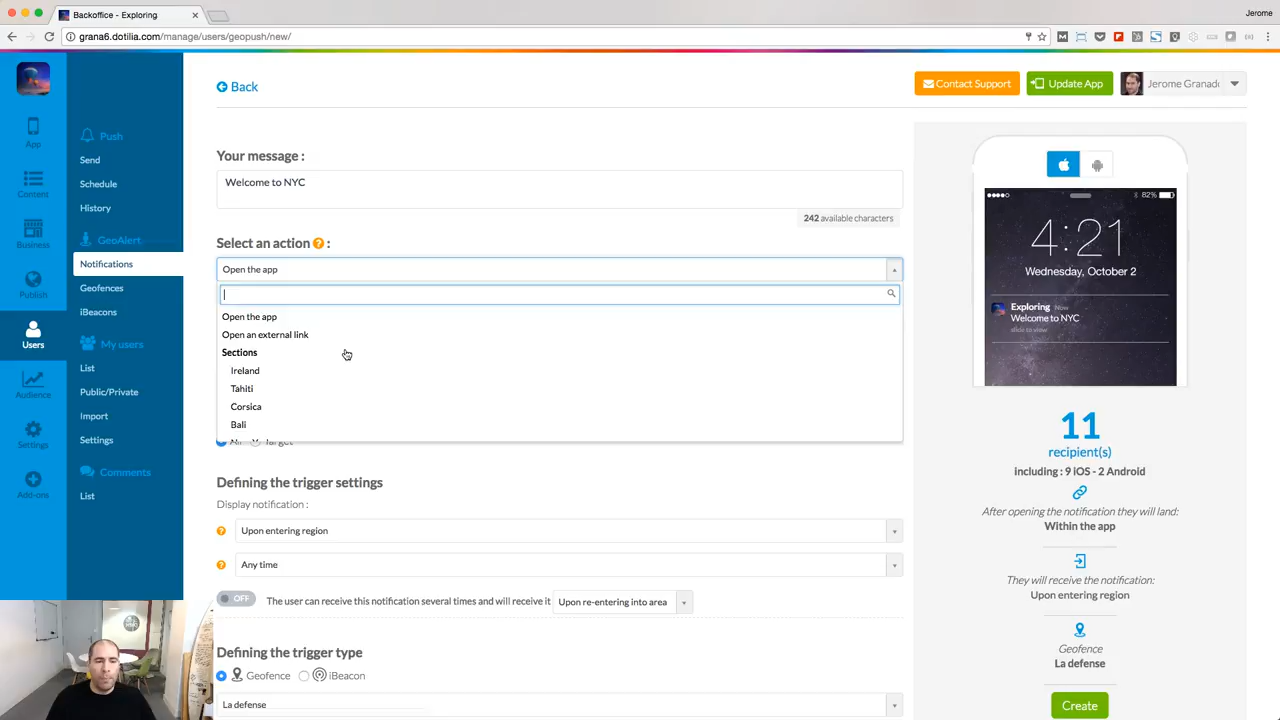 Backoffice - Exploring
Jerome
grana6.dotilia.com/manage/users/geopush/new/
App
Content
Business
Publish
Users
Audience
Settings
Add-ons
Push
Send
Schedule
History
GeoAlert
Notifications
Geofences
iBeacons
My users
List
Public/Private
Import
Settings
Comments
List
Back
Contact Support
Update App
Jerome Granado
Your message :
Welcome to NYC
242 available characters
Select an action ? :
Open the app
Open the app
Open an external link
Sections
Ireland
Tahiti
Corsica
Bali
Defining the trigger settings
Display notification :
? Upon entering region
? Any time
OFF The user can receive this notification several times and will receive it Upon re-entering into area
Defining the trigger type
Geofence iBeacon
La defense
82%
4:21
Wednesday, October 2
Exploring Now
Welcome to NYC
slide to view
11
recipient(s)
including : 9 iOS - 2 Android
After opening the notification they will land:
Within the app
They will receive the notification:
Upon entering region
Geofence
La defense
Create